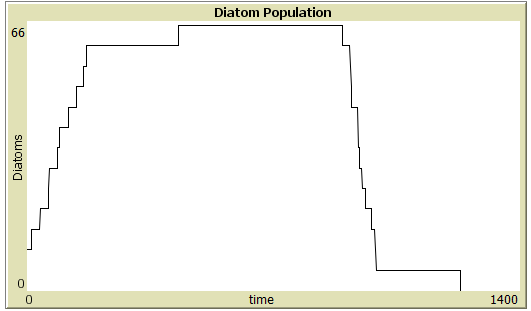 Diatom Population
66
Diatoms
0
0 time 1400